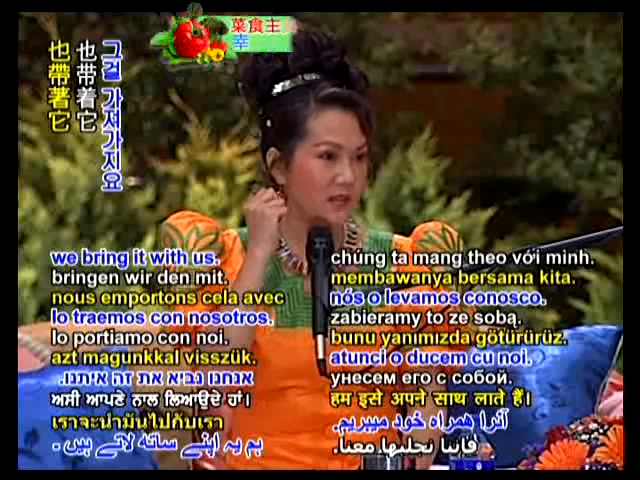 菜食主
幸
그걸 가져가지요
也带着它
也帶著它
we bring it with us.
bringen wir den mit.
nous emportons cela avec
lo traemos con nosotros.
lo portiamo con noi.
azt magunkkal visszük.
אנחנו נביא את זה איתנו.
ਅਸੀ ਆਪਣੇ ਨਾਲ ਲਿਆਉਦੇ ਹਾਂ।
เราจะนำมันไปกับเรา
ہم یہ اپنے ساتھ لاتے ہیں۔
chúng ta mang theo với mình.
membawanya bersama kita.
nós o levamos conosco.
zabieramy to ze sobą.
bunu yanımızda götürürüz.
atunci o ducem cu noi.
унесем его с собой.
हम इसे अपने साथ लाते हैं।
آنرا همراه خود میبریم.
فإننا نجلبها معنا.